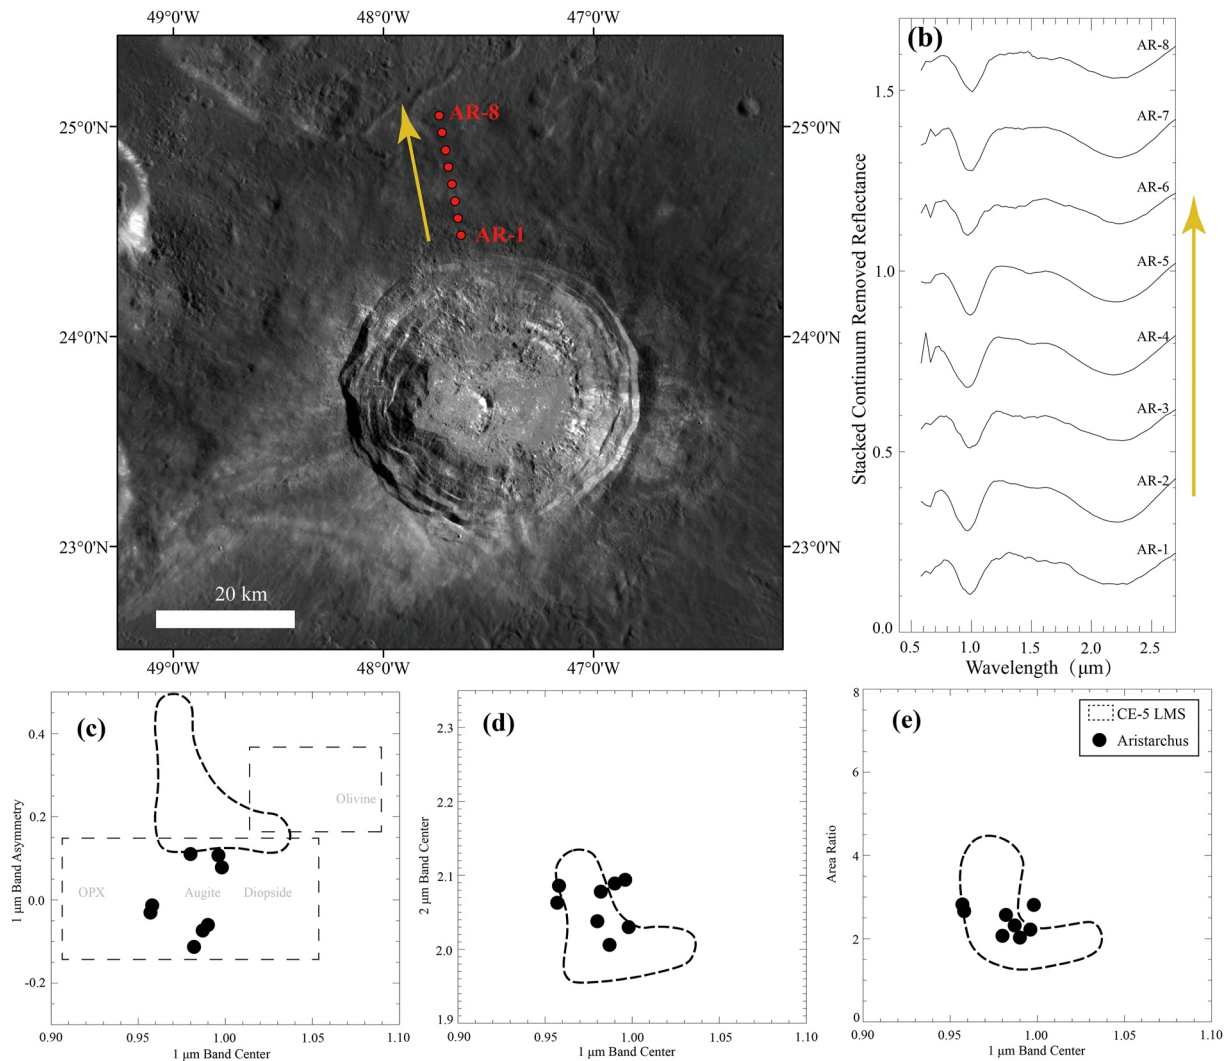 49°0'W 48°0'W 47°0'W
25°0'N 25°0'N
24°0'N 24°0'N
23°0'N 23°0'N
AR-8
AR-1
20 km
49°0'W 48°0'W 47°0'W
(b)
Stacked Continuum Removed Reflectance
1.5
1.0
0.5
0.0
AR-8
AR-7
AR-6
AR-5
AR-4
AR-3
AR-2
AR-1
0.5 1.0 1.5 2.0 2.5
Wavelength (μm)
(c)
1 μm Band Asymmetry
0.4
0.2
0.0
-0.2
Olivine
OPX Augite Diopside
0.90 0.95 1.00 1.05 1.10
1 μm Band Center
(d)
2 μm Band Center
2.3
2.2
2.1
2.0
1.9
0.90 0.95 1.00 1.05 1.10
1 μm Band Center
(e)
CE-5 LMS
Aristarchus
Area Ratio
8
6
4
2
0
0.90 0.95 1.00 1.05 1.10
1 μm Band Center